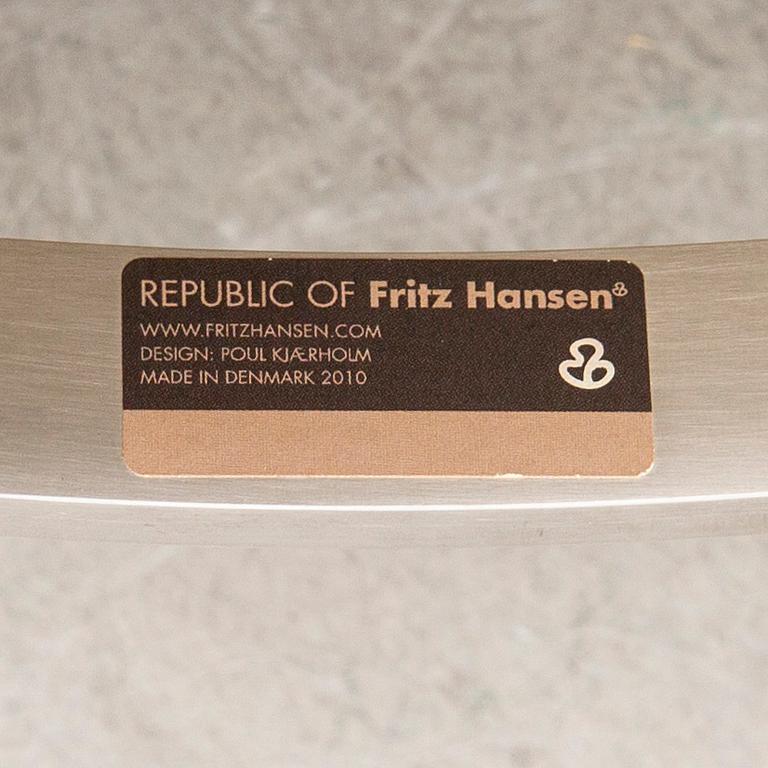 REPUBLIC OF Fritz Hansen
WWW.FRITZHANSEN.COM
DESIGN: POUL KJÆRHOLM
MADE IN DENMARK 2010